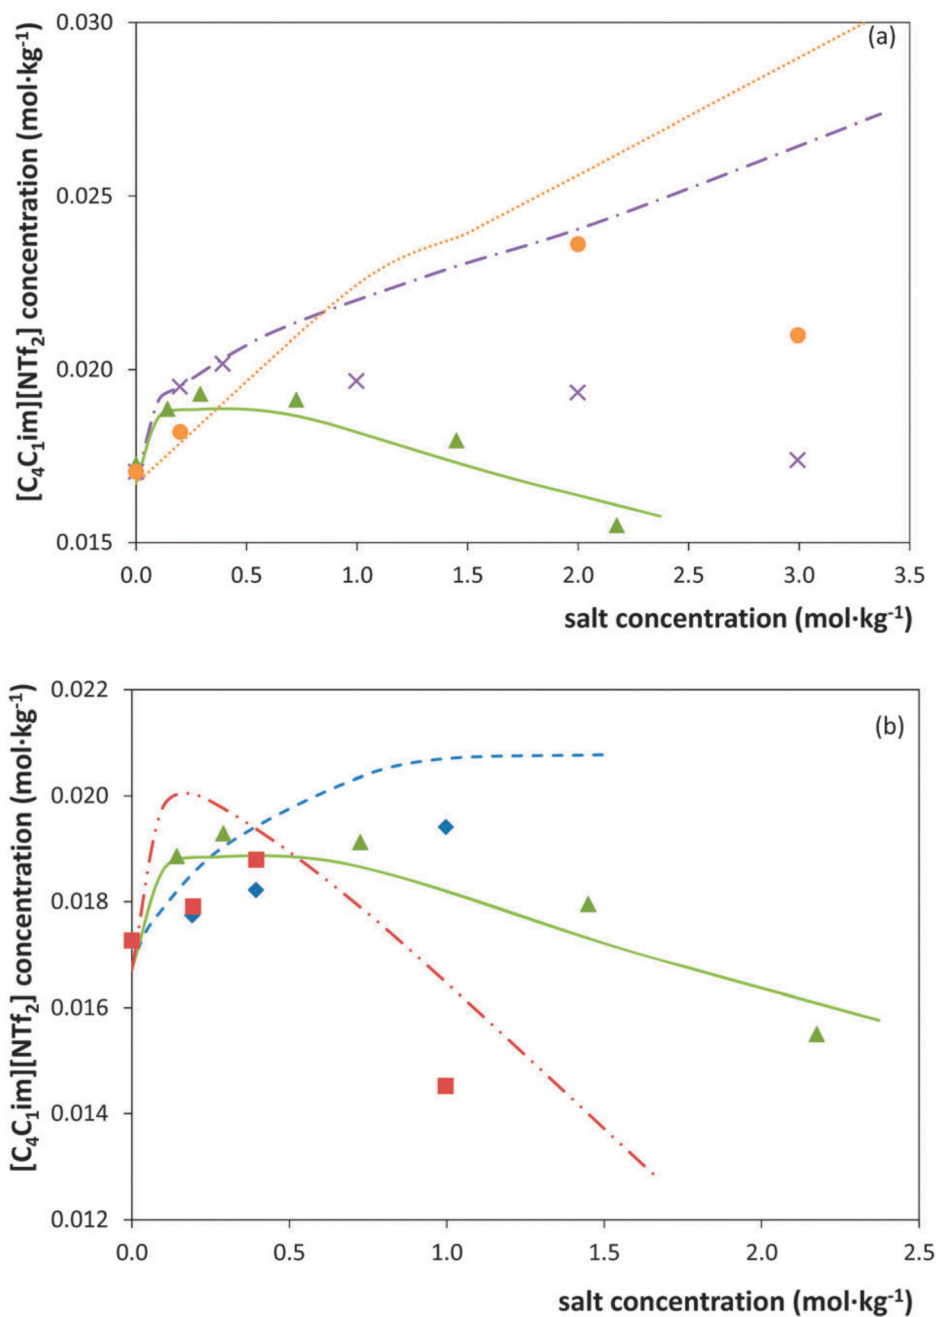 (a)
[C₄C₁im][NTf₂] concentration (mol·kg⁻¹)
0.030
0.025
0.020
0.015
0.0 0.5 1.0 1.5 2.0 2.5 3.0 3.5
salt concentration (mol·kg⁻¹)
(b)
[C₄C₁im][NTf₂] concentration (mol·kg⁻¹)
0.022
0.020
0.018
0.016
0.014
0.012
0.0 0.5 1.0 1.5 2.0 2.5
salt concentration (mol·kg⁻¹)